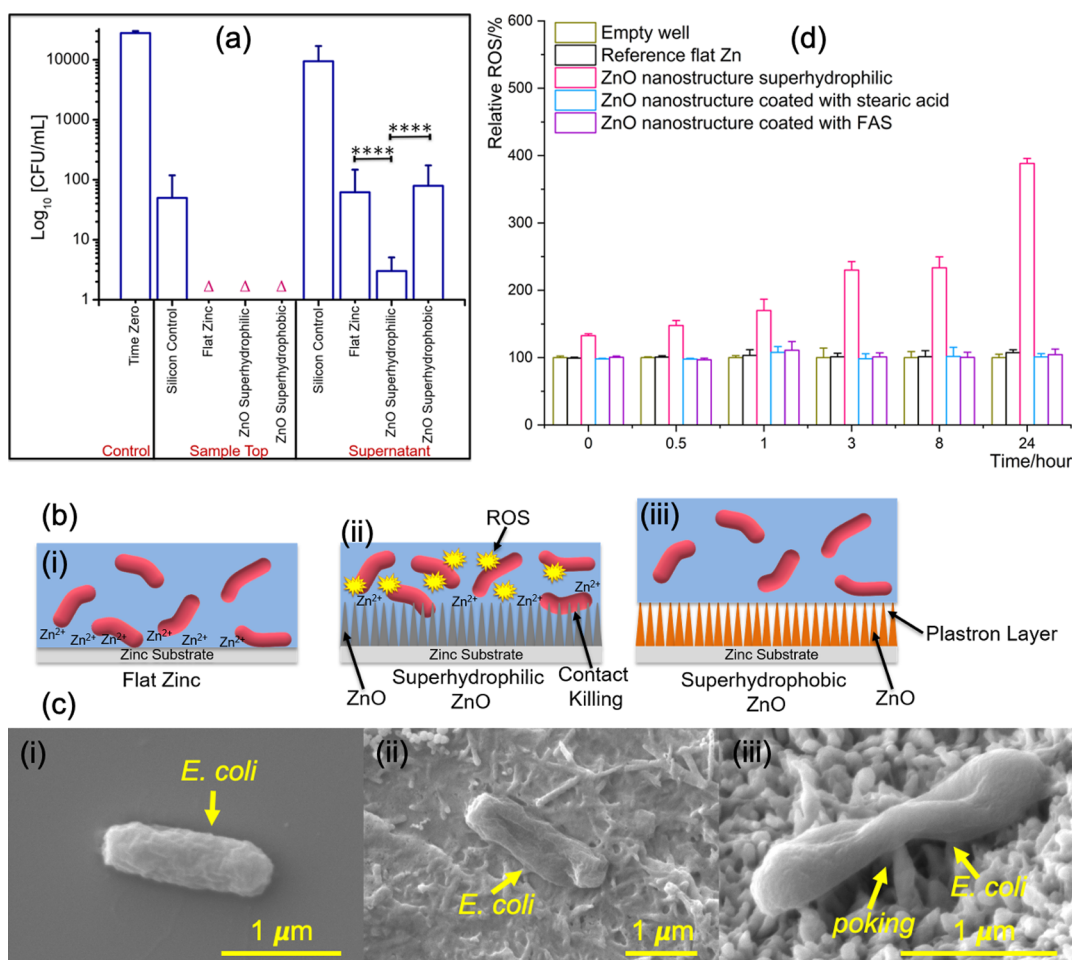 (a)
Log10 [CFU/mL]
10000
1000
100
10
1
****
****
Δ
Δ
Δ
Time Zero
Silicon Control
Flat Zinc
ZnO Superhydrophilic
ZnO Superhydrophobic
Silicon Control
Flat Zinc
ZnO Superhydrophilic
ZnO Superhydrophobic
Control
Sample Top
Supernatant
(d)
Relative ROS/%
600
500
400
300
200
150
100
50
0
Empty well
Reference flat Zn
ZnO nanostructure superhydrophilic
ZnO nanostructure coated with stearic acid
ZnO nanostructure coated with FAS
0
0.5
1
3
8
24
Time/hour
(b)
(i)
Zn2+
Zn2+
Zn2+
Zn2+
Zn2+
Zinc Substrate
Flat Zinc
(ii)
ROS
Zn2+
Zn2+
Zn2+
Zn2+
Zinc Substrate
ZnO
Superhydrophilic
ZnO
Contact
Killing
(iii)
Plastron Layer
Zinc Substrate
Superhydrophobic
ZnO
ZnO
(c)
(i)
E. coli
1 μm
(ii)
E. coli
1 μm
(iii)
poking
E. coli
1 μm